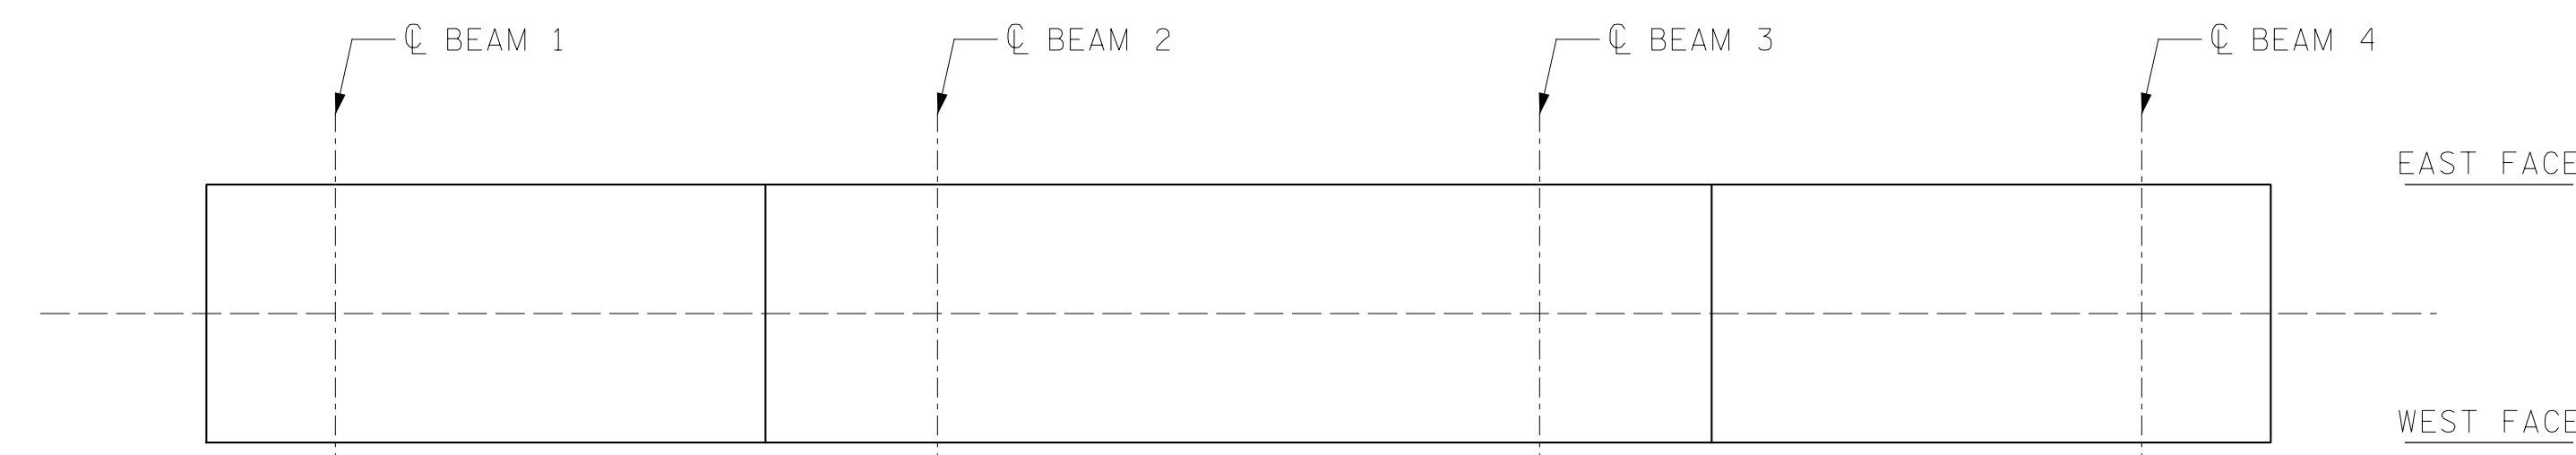 ℄ BEAM 1
℄ BEAM 2
℄ BEAM 3
℄ BEAM 4
EAST FACE
WEST FACE